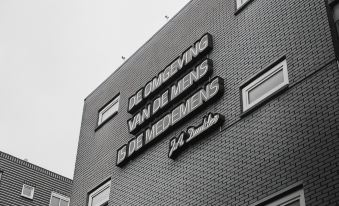 DE OMGEVING
VAN DE MENS
IS DE MEDEMENS
J.A. Deelder